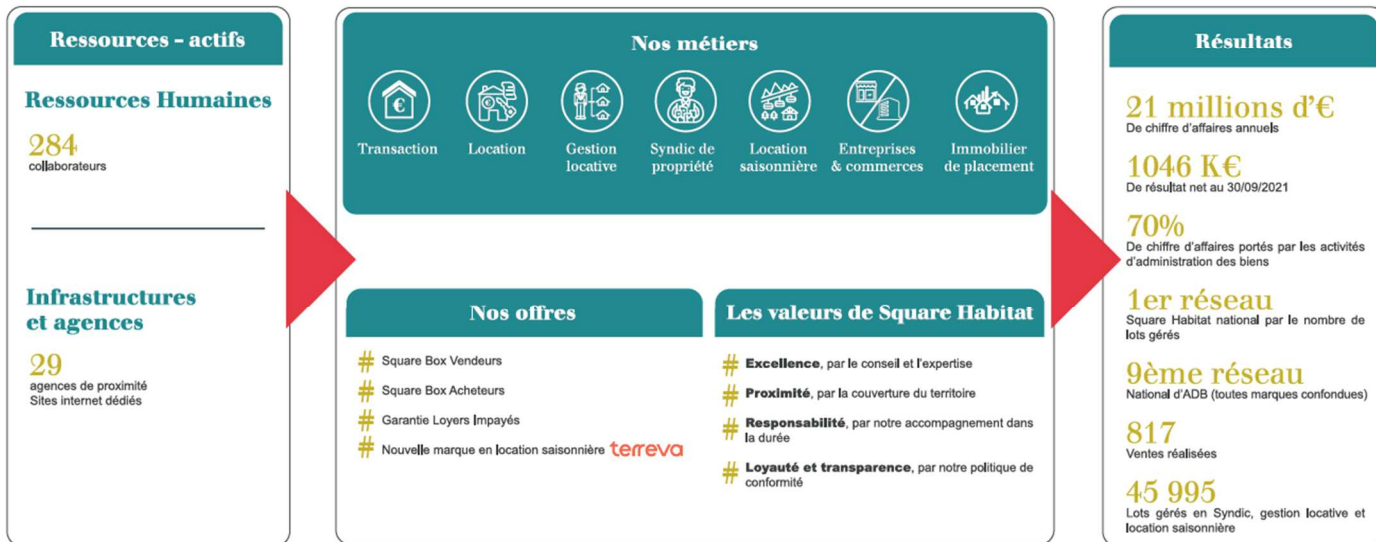 Ressources – actifs
Ressources Humaines
284
collaborateurs
Infrastructures
et agences
29
agences de proximité
Sites internet dédiés
Nos métiers
€
€
Transaction
Location
Gestion
locative
Syndic de
propriété
Location
saisonnière
Entreprises
& commerces
Immobilier
de placement
Nos offres
# Square Box Vendeurs
# Square Box Acheteurs
# Garantie Loyers Impayés
# Nouvelle marque en location saisonnière terreva
Les valeurs de Square Habitat
# Excellence, par le conseil et l'expertise
# Proximité, par la couverture du territoire
# Responsabilité, par notre accompagnement dans
la durée
# Loyauté et transparence, par notre politique de
conformité
Résultats
21 millions d'€
De chiffre d'affaires annuels
1046 K€
De résultat net au 30/09/2021
70%
De chiffre d'affaires portés par les activités
d'administration des biens
1er réseau
Square Habitat national par le nombre de
lots gérés
9ème réseau
National d'ADB (toutes marques confondues)
817
Ventes réalisées
45 995
Lots gérés en Syndic, gestion locative et
location saisonnière